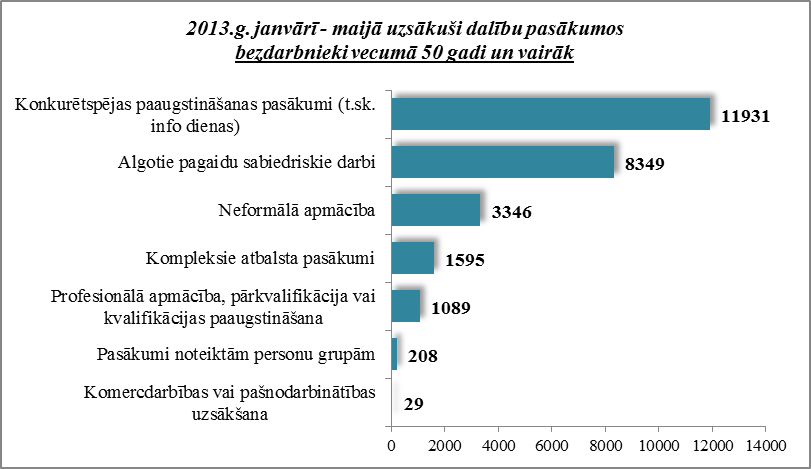 2013.g. janvārī - maijā uzsākuši dalību pasākumos
bezdarbnieki vecumā 50 gadi un vairāk
Konkurētspējas paaugstināšanas pasākumi (t.sk.
info dienas)
11931
Algotie pagaidu sabiedriskie darbi
8349
Neformālā apmācība
3346
Kompleksie atbalsta pasākumi
1595
Profesionālā apmācība, pārkvalifikācija vai
kvalifikācijas paaugstināšana
1089
Pasākumi noteiktām personu grupām
208
Komercdarbības vai pašnodarbinātības
uzsākšana
29
0 2000 4000 6000 8000 10000 12000 14000